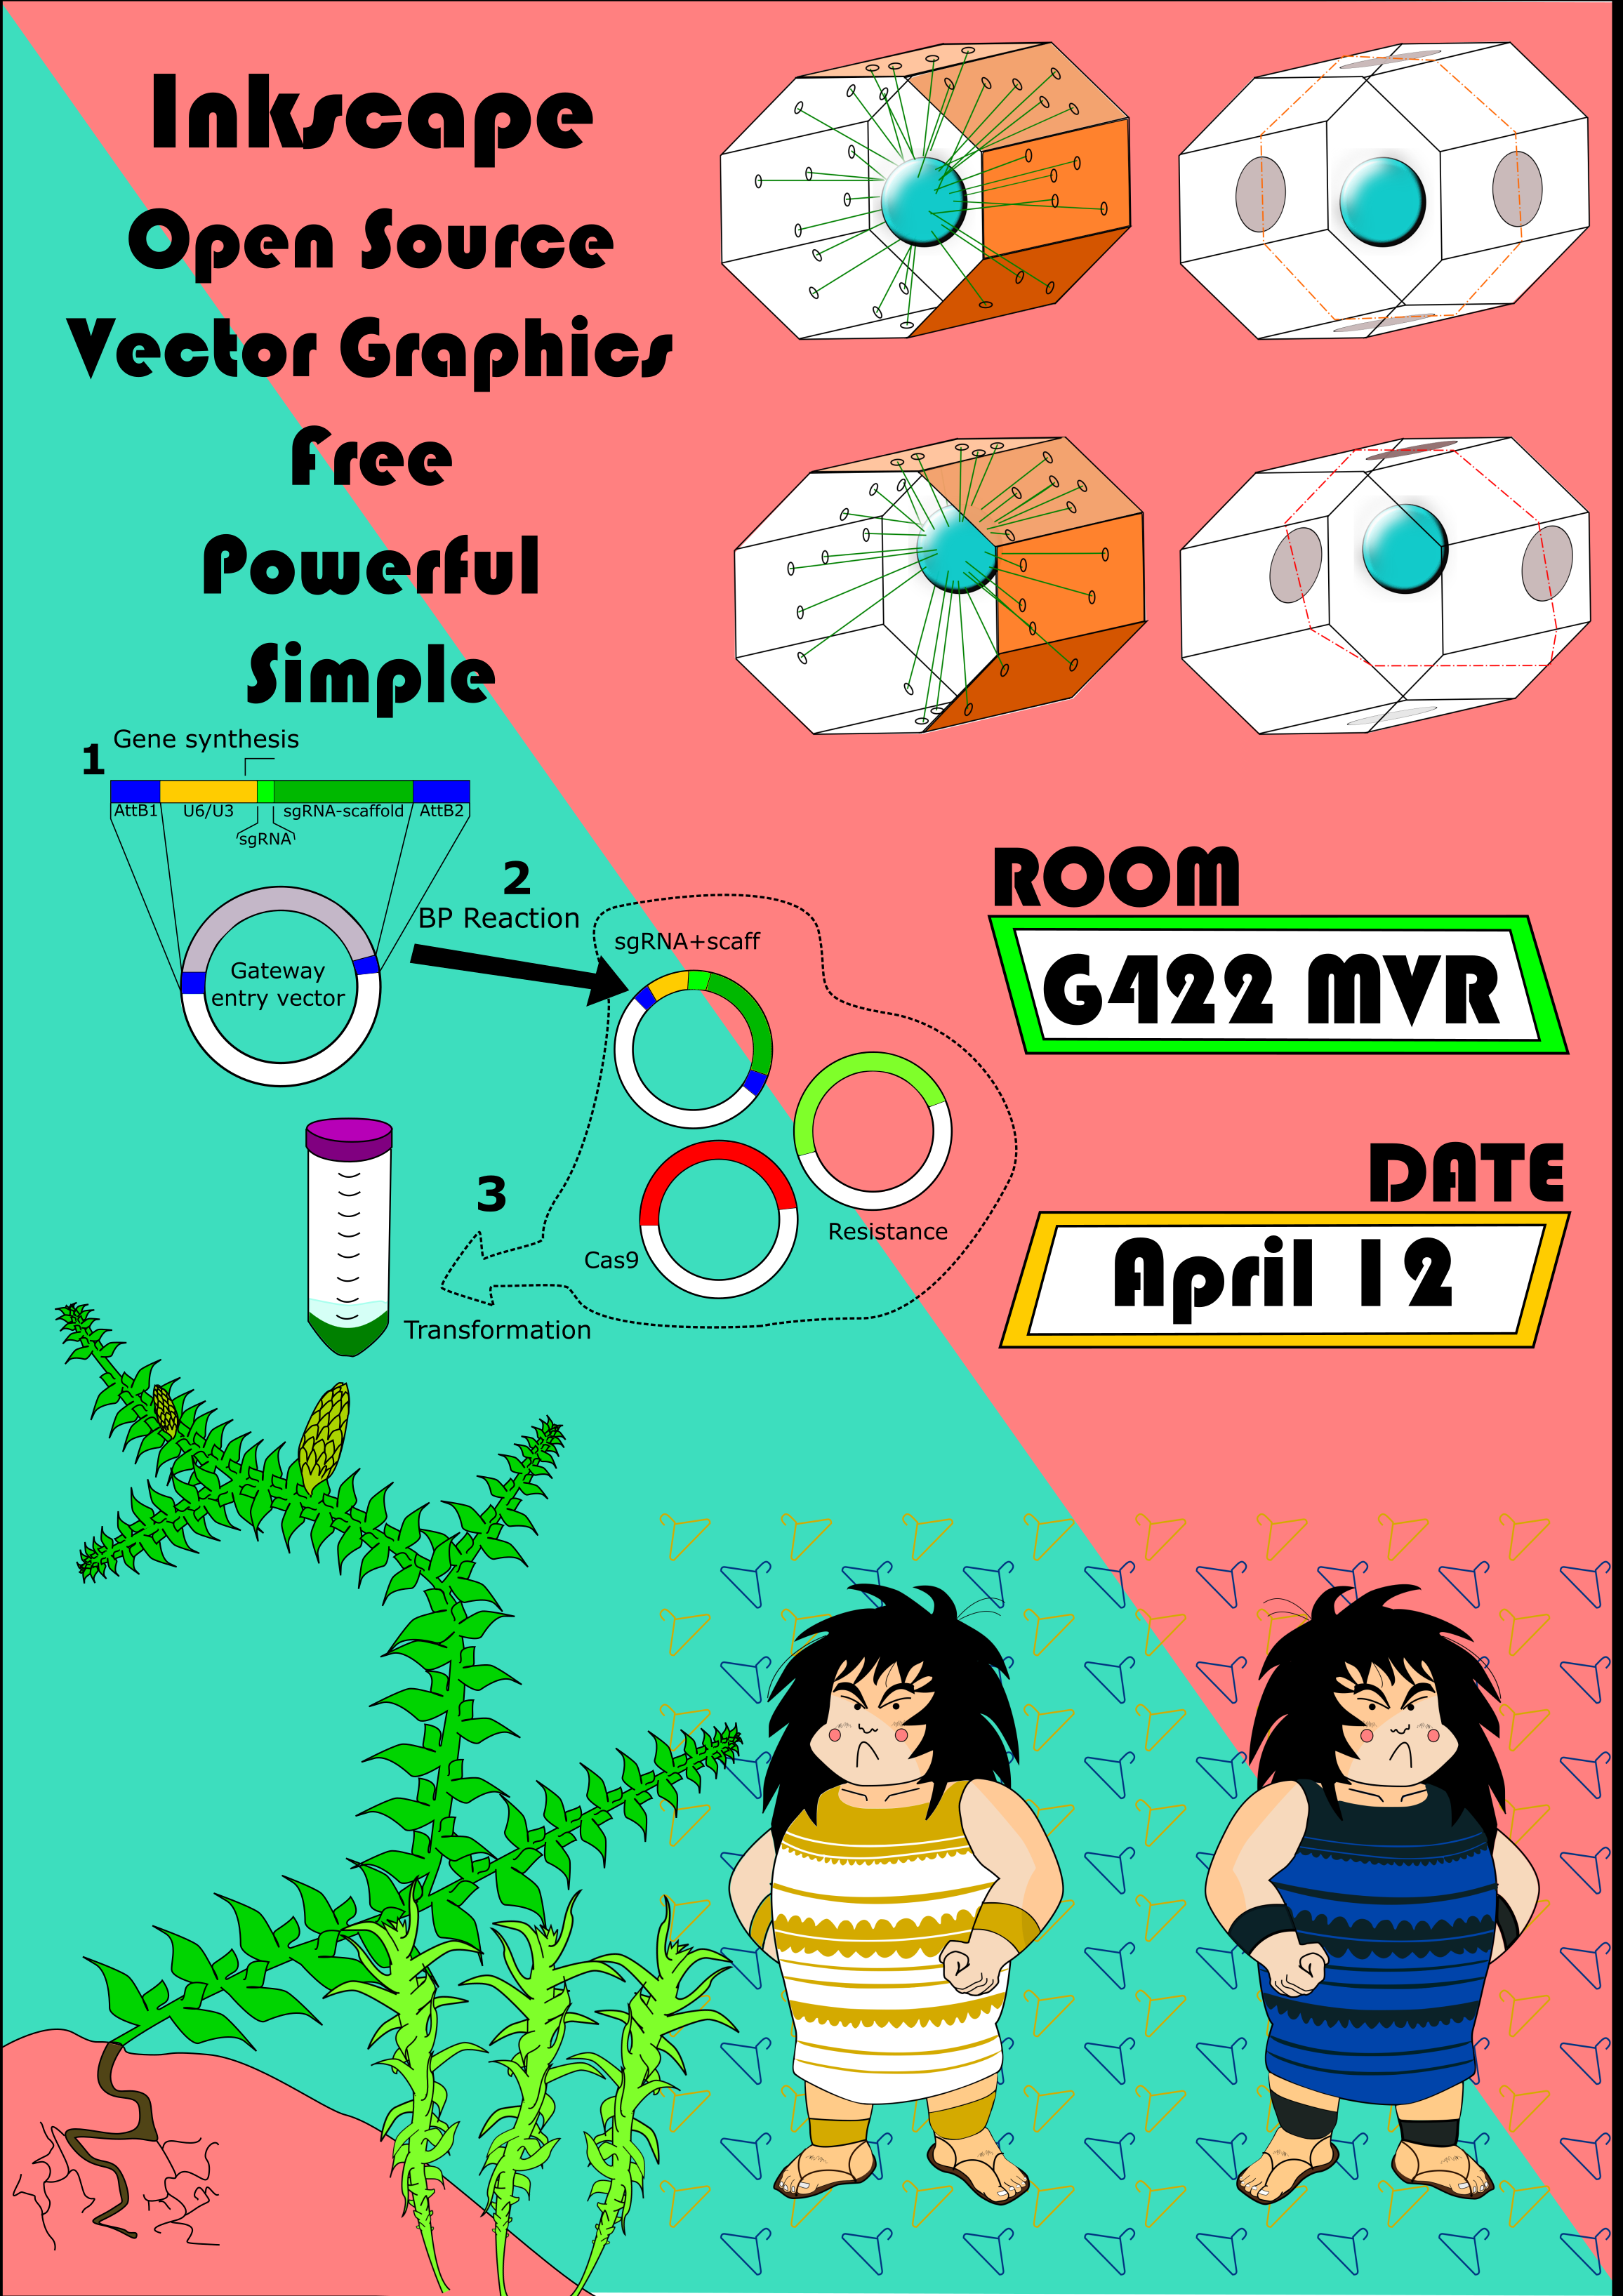 Inkscape
Open Source
Vector Graphics
Free
Powerful
Simple
1
Gene synthesis
AttB1
U6/U3
sgRNA-scaffold
AttB2
sgRNA
Gateway
entry vector
2
BP Reaction
sgRNA+scaff
Cas9
Resistance
3
Transformation
ROOM
G422 MVR
DATE
April 12